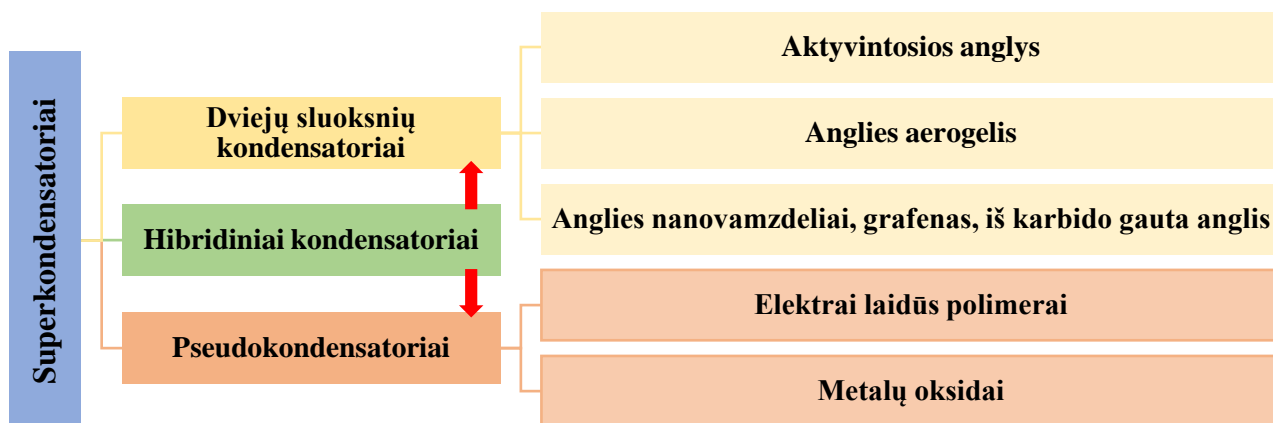 Superkondensatoriai
Dviejų sluoksnių
kondensatoriai
Hibridiniai kondensatoriai
Pseudokondensatoriai
Aktyvintosios anglys
Anglies aerogelis
Anglies nanovamzdeliai, grafenas, iš karbido gauta anglis
Elektrai laidūs polimerai
Metalų oksidai